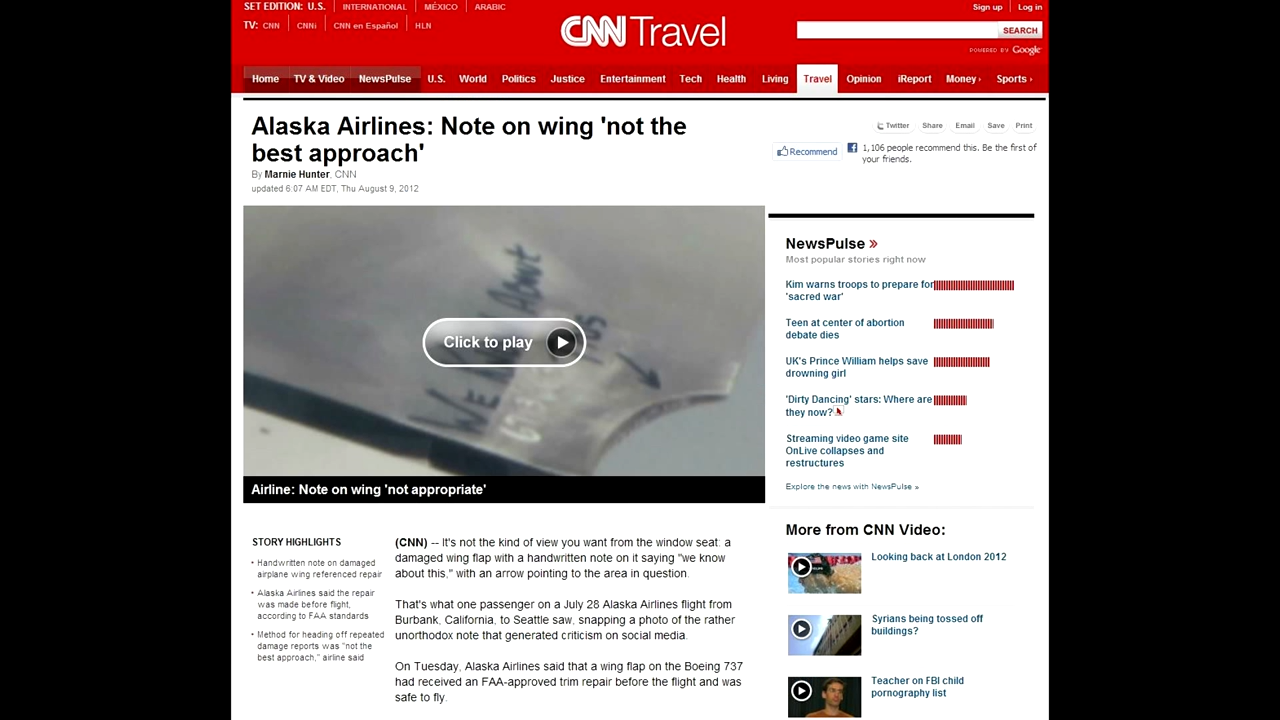 SET EDITION: U.S. INTERNATIONAL MÉXICO ARABIC
Sign up Log in
TV: CNN CNNi CNN en Español HLN
CNN Travel
SEARCH
POWERED BY Google
Home TV & Video NewsPulse U.S. World Politics Justice Entertainment Tech Health Living Travel Opinion iReport Money Sports
Alaska Airlines: Note on wing 'not the
best approach'
By Marnie Hunter, CNN
updated 6:07 AM EDT, Thu August 9, 2012
Twitter Share Email Save Print
Recommend
1,106 people recommend this. Be the first of
your friends.
We know about
this
Click to play
Airline: Note on wing 'not appropriate'
STORY HIGHLIGHTS
• Handwritten note on damaged
airplane wing referenced repair
• Alaska Airlines said the repair
was made before flight,
according to FAA standards
• Method for heading off repeated
damage reports was "not the
best approach," airline said
(CNN) -- It's not the kind of view you want from the window seat: a
damaged wing flap with a handwritten note on it saying "we know
about this," with an arrow pointing to the area in question.
That's what one passenger on a July 28 Alaska Airlines flight from
Burbank, California, to Seattle saw, snapping a photo of the rather
unorthodox note that generated criticism on social media.
On Tuesday, Alaska Airlines said that a wing flap on the Boeing 737
had received an FAA-approved trim repair before the flight and was
safe to fly.
NewsPulse »
Most popular stories right now
Kim warns troops to prepare for
'sacred war'
Teen at center of abortion
debate dies
UK's Prince William helps save
drowning girl
'Dirty Dancing' stars: Where are
they now?
Streaming video game site
OnLive collapses and
restructures
Explore the news with NewsPulse »
More from CNN Video:
Looking back at London 2012
Syrians being tossed off
buildings?
Teacher on FBI child
pornography list